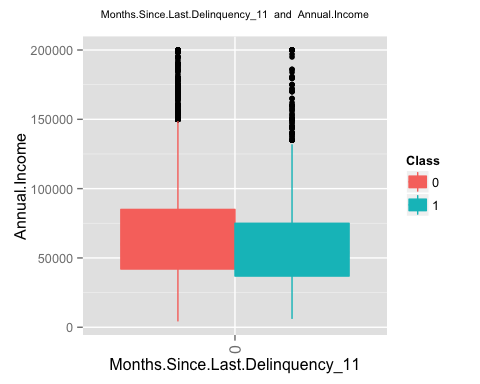 Months.Since.Last.Delinquency_11 and Annual.Income
200000
150000
100000
50000
0
Annual.Income
0
Months.Since.Last.Delinquency_11
Class
0
1